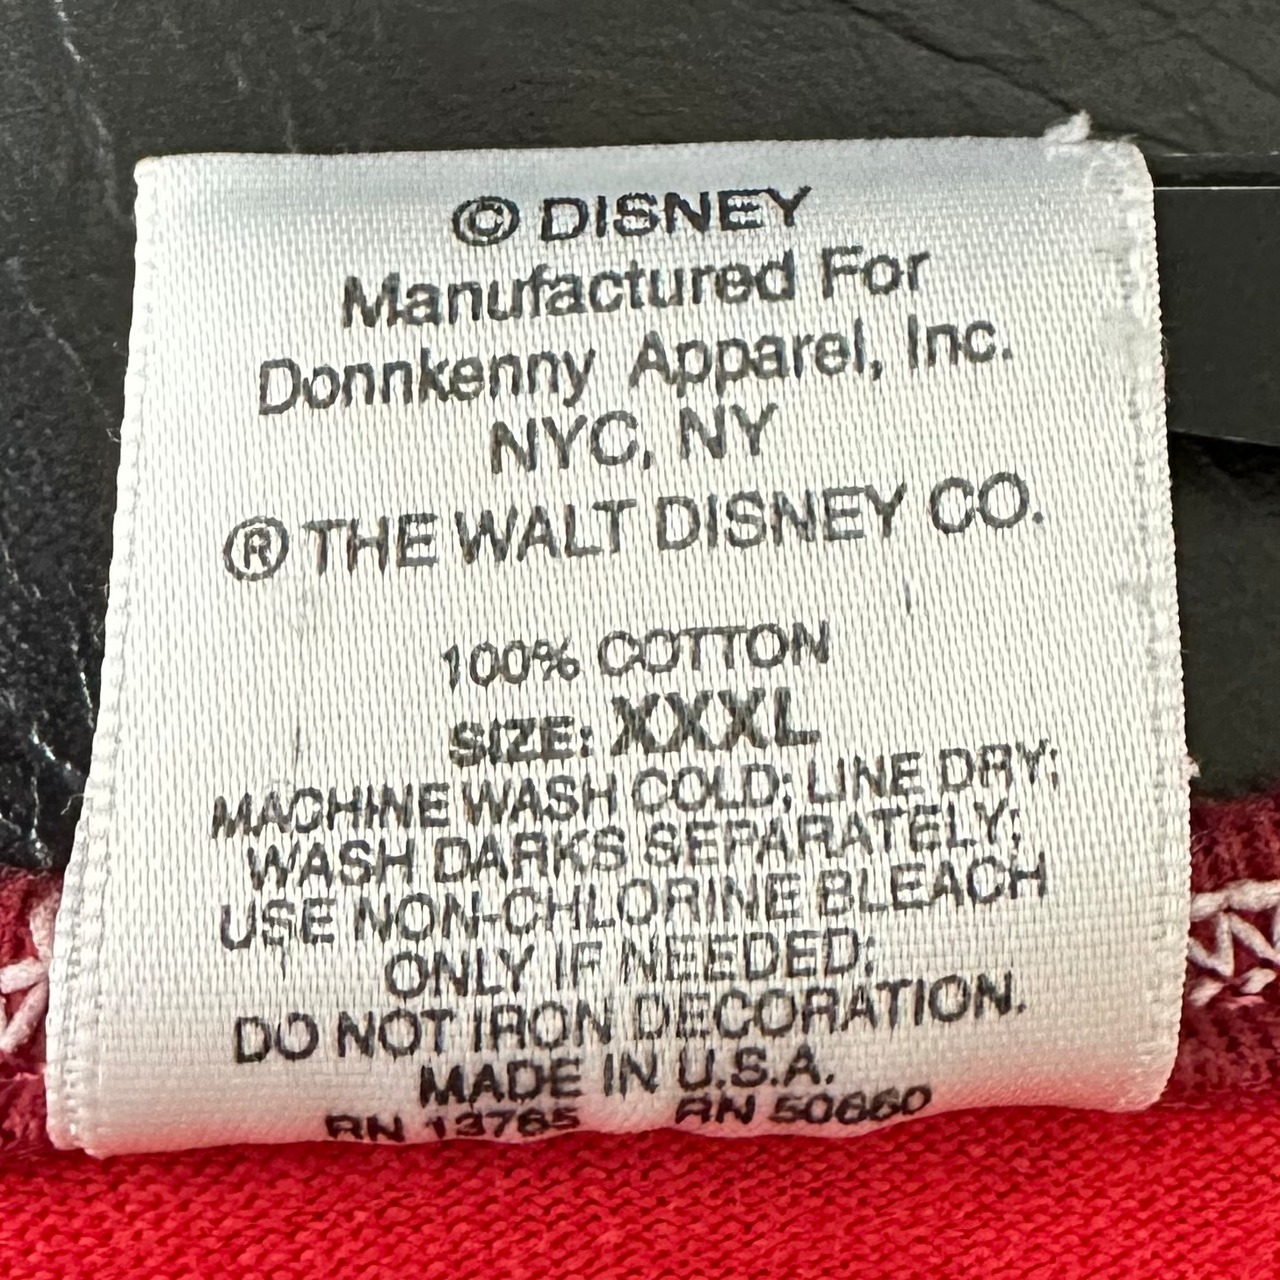 © DISNEY
Manufactured For
Donnkenny Apparel, Inc.
NYC, NY
® THE WALT DISNEY CO.
100% COTTON
SIZE: XXXL
MACHINE WASH COLD; LINE DRY;
WASH DARKS SEPARATELY;
USE NON-CHLORINE BLEACH
ONLY IF NEEDED;
DO NOT IRON DECORATION.
MADE IN U.S.A.
RN 13765 RN 50660